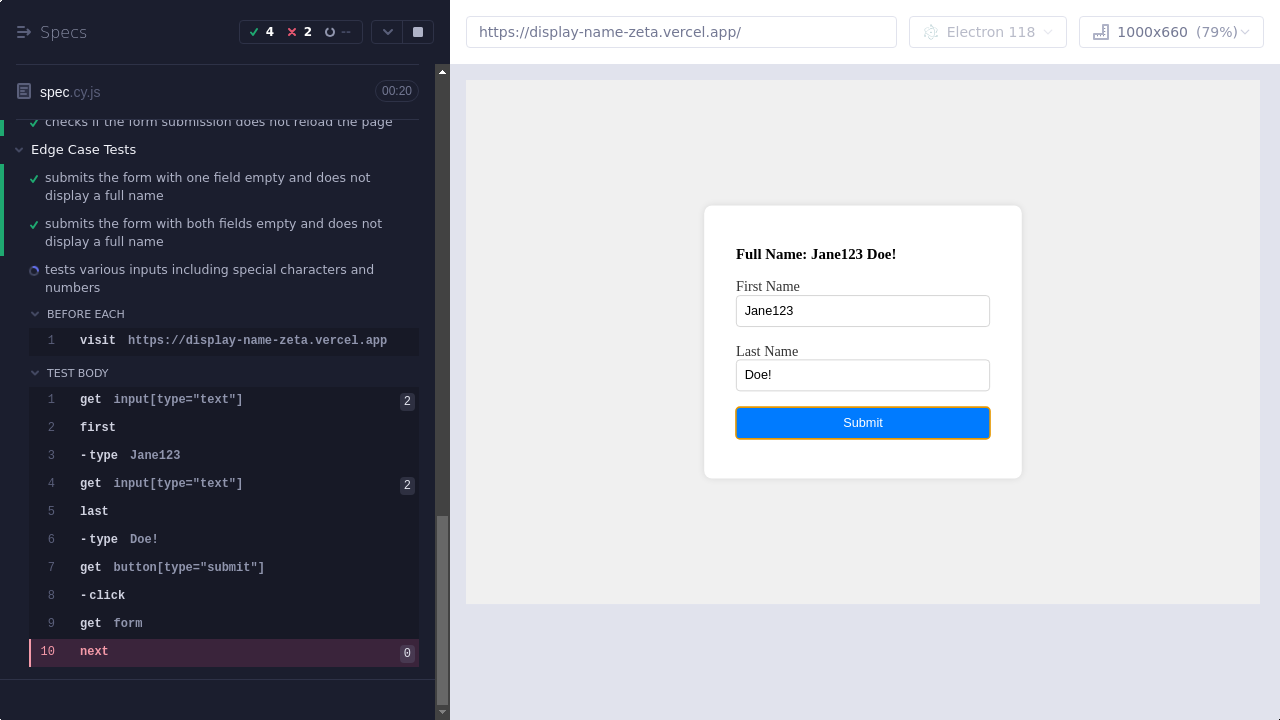 Specs
4 2 --
https://display-name-zeta.vercel.app/
Electron 118
1000x660 (79%)
spec.cy.js
00:20
checks if the form submission does not reload the page
Edge Case Tests
submits the form with one field empty and does not
display a full name
submits the form with both fields empty and does not
display a full name
tests various inputs including special characters and
numbers
BEFORE EACH
1 visit https://display-name-zeta.vercel.app
TEST BODY
1 get input[type="text"] 2
2 first
3 -type Jane123
4 get input[type="text"] 2
5 last
6 -type Doe!
7 get button[type="submit"]
8 -click
9 get form
10 next 0
Full Name: Jane123 Doe!
First Name
Jane123
Last Name
Doe!
Submit